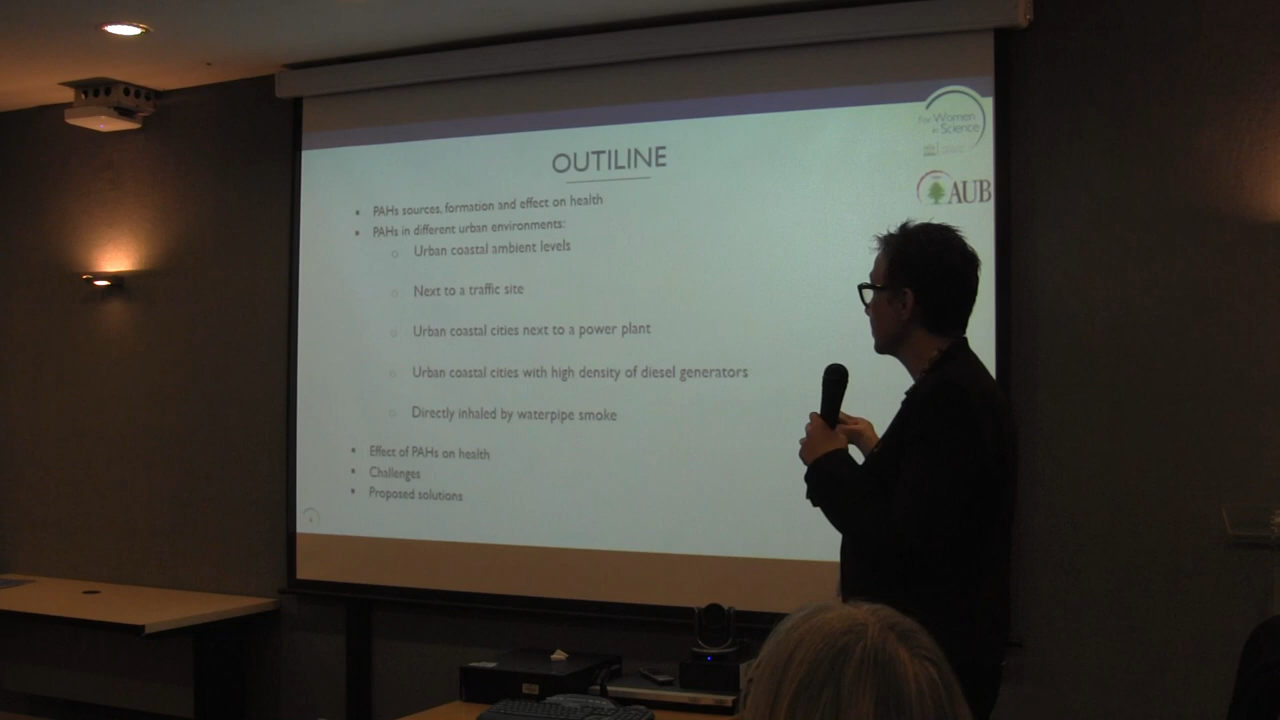 For Women
in Science
AUB
OUTILINE
PAHs sources, formation and effect on health
PAHs in different urban environments:
Urban coastal ambient levels
Next to a traffic site
Urban coastal cities next to a power plant
Urban coastal cities with high density of diesel generators
Directly inhaled by waterpipe smoke
Effect of PAHs on health
Challenges
Proposed solutions